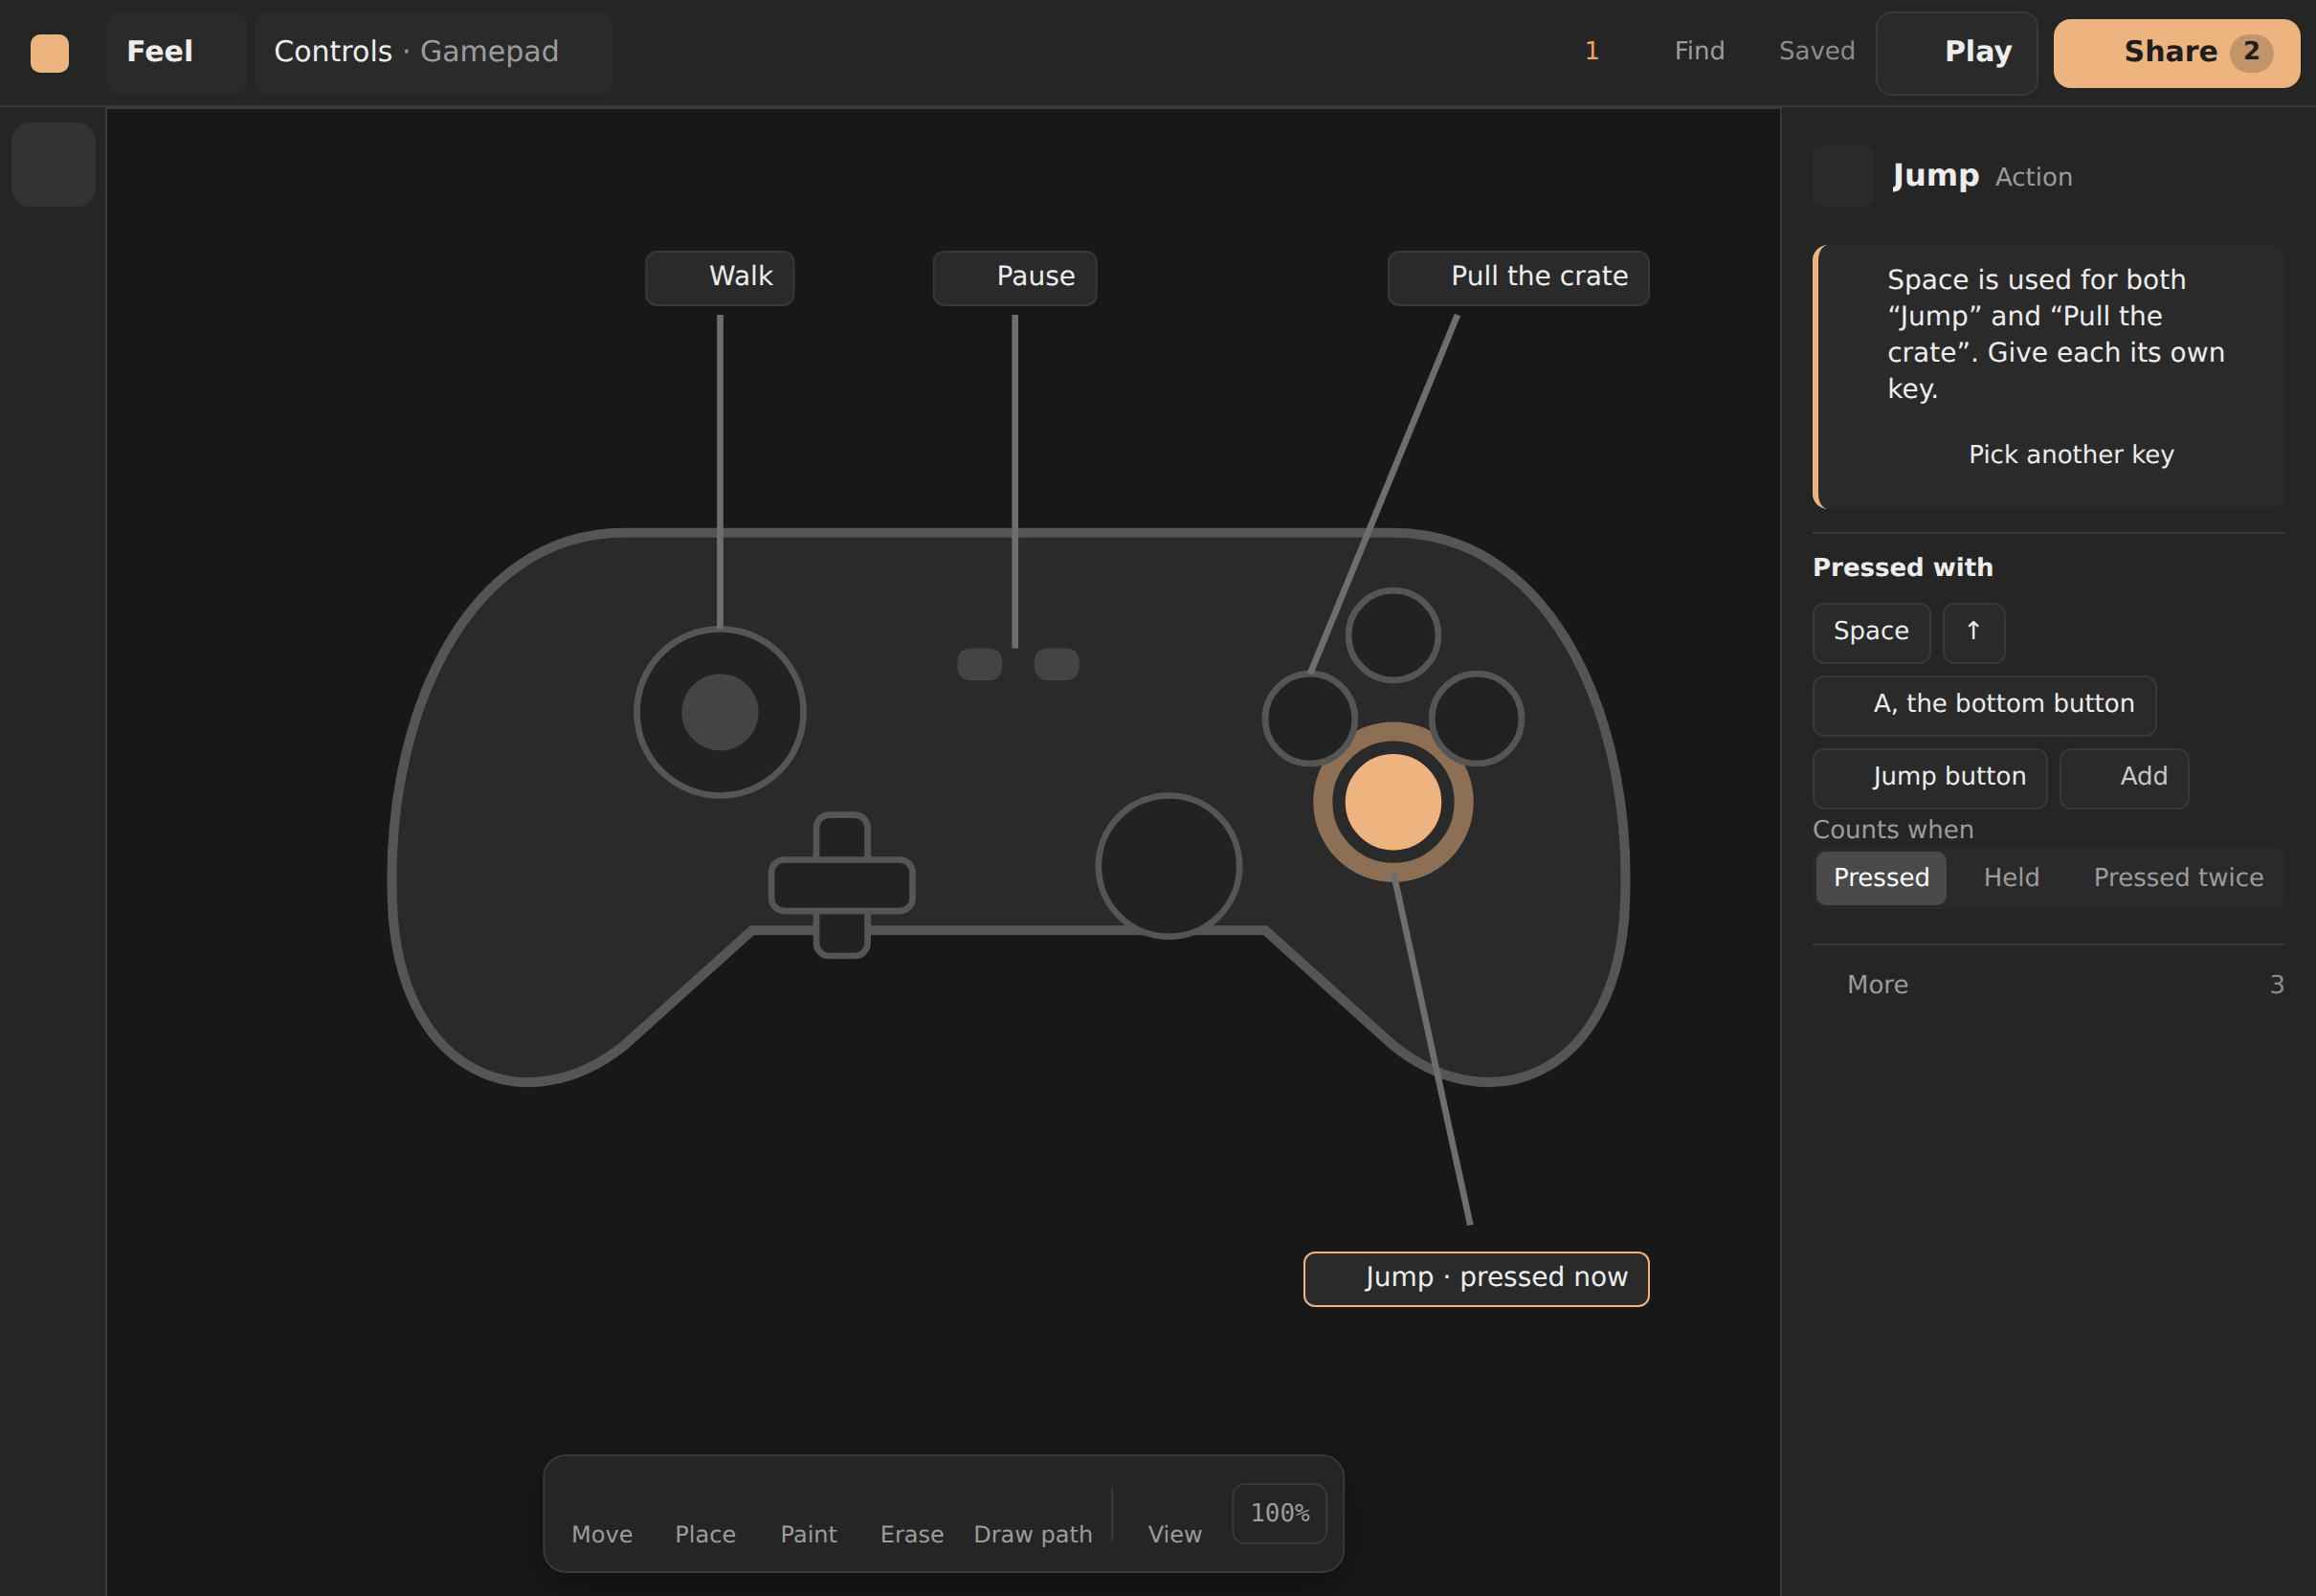 Feel
Controls · Gamepad
1
Find
Saved
Play
Share 2
Walk
Pause
Pull the crate
Jump · pressed now
Move
Place
Paint
Erase
Draw path
View
100%
Jump Action
Space is used for both
“Jump” and “Pull the
crate”. Give each its own
key.
Pick another key
Pressed with
Space
↑
A, the bottom button
Jump button
Add
Counts when
Pressed
Held
Pressed twice
More
3